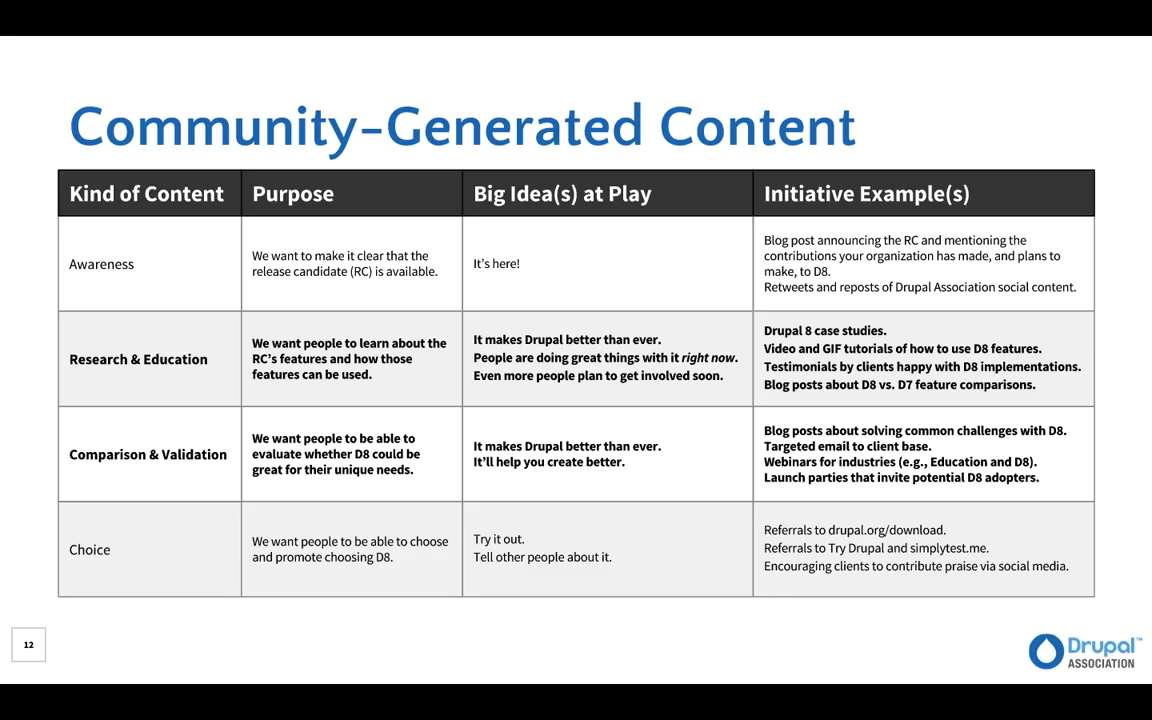 Community-Generated Content
Kind of Content
Purpose
Big Idea(s) at Play
Initiative Example(s)
Awareness
We want to make it clear that the
release candidate (RC) is available.
It's here!
Blog post announcing the RC and mentioning the
contributions your organization has made, and plans to
make, to D8.
Retweets and reposts of Drupal Association social content.
Research & Education
We want people to learn about the
RC's features and how those
features can be used.
It makes Drupal better than ever.
People are doing great things with it right now.
Even more people plan to get involved soon.
Drupal 8 case studies.
Video and GIF tutorials of how to use D8 features.
Testimonials by clients happy with D8 implementations.
Blog posts about D8 vs. D7 feature comparisons.
Comparison & Validation
We want people to be able to
evaluate whether D8 could be
great for their unique needs.
It makes Drupal better than ever.
It'll help you create better.
Blog posts about solving common challenges with D8.
Targeted email to client base.
Webinars for industries (e.g., Education and D8).
Launch parties that invite potential D8 adopters.
Choice
We want people to be able to choose
and promote choosing D8.
Try it out.
Tell other people about it.
Referrals to drupal.org/download.
Referrals to Try Drupal and simplytest.me.
Encouraging clients to contribute praise via social media.
12
Drupal™
ASSOCIATION